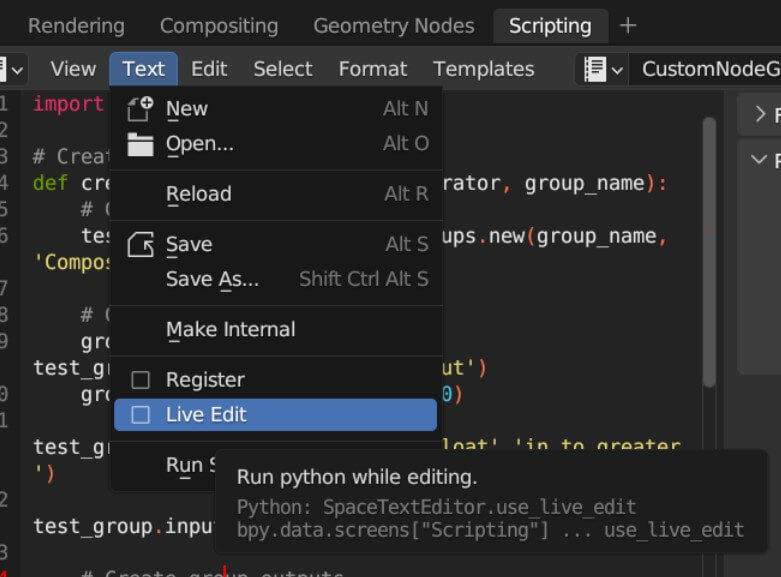 Rendering Compositing Geometry Nodes Scripting +
View Text Edit Select Format Templates CustomNodeG
1 import
New Alt N
2
Open... Alt O
3 # Creat
4 def cre rator, group_name):
Reload Alt R
5 # C
6 tes ups.new(group_name,
Save Alt S
'Compos
Save As... Shift Ctrl Alt S
7
8 # C
Make Internal
9 gro
test_gr ut')
Register
0 gro 0)
1
Live Edit
test_gr loat' 'in to greater
')
Run S
Run python while editing.
2
Python: SpaceTextEditor.use_live_edit
test_group.input
bpy.data.screens["Scripting"] ... use_live_edit
3
4 # Create group outputs